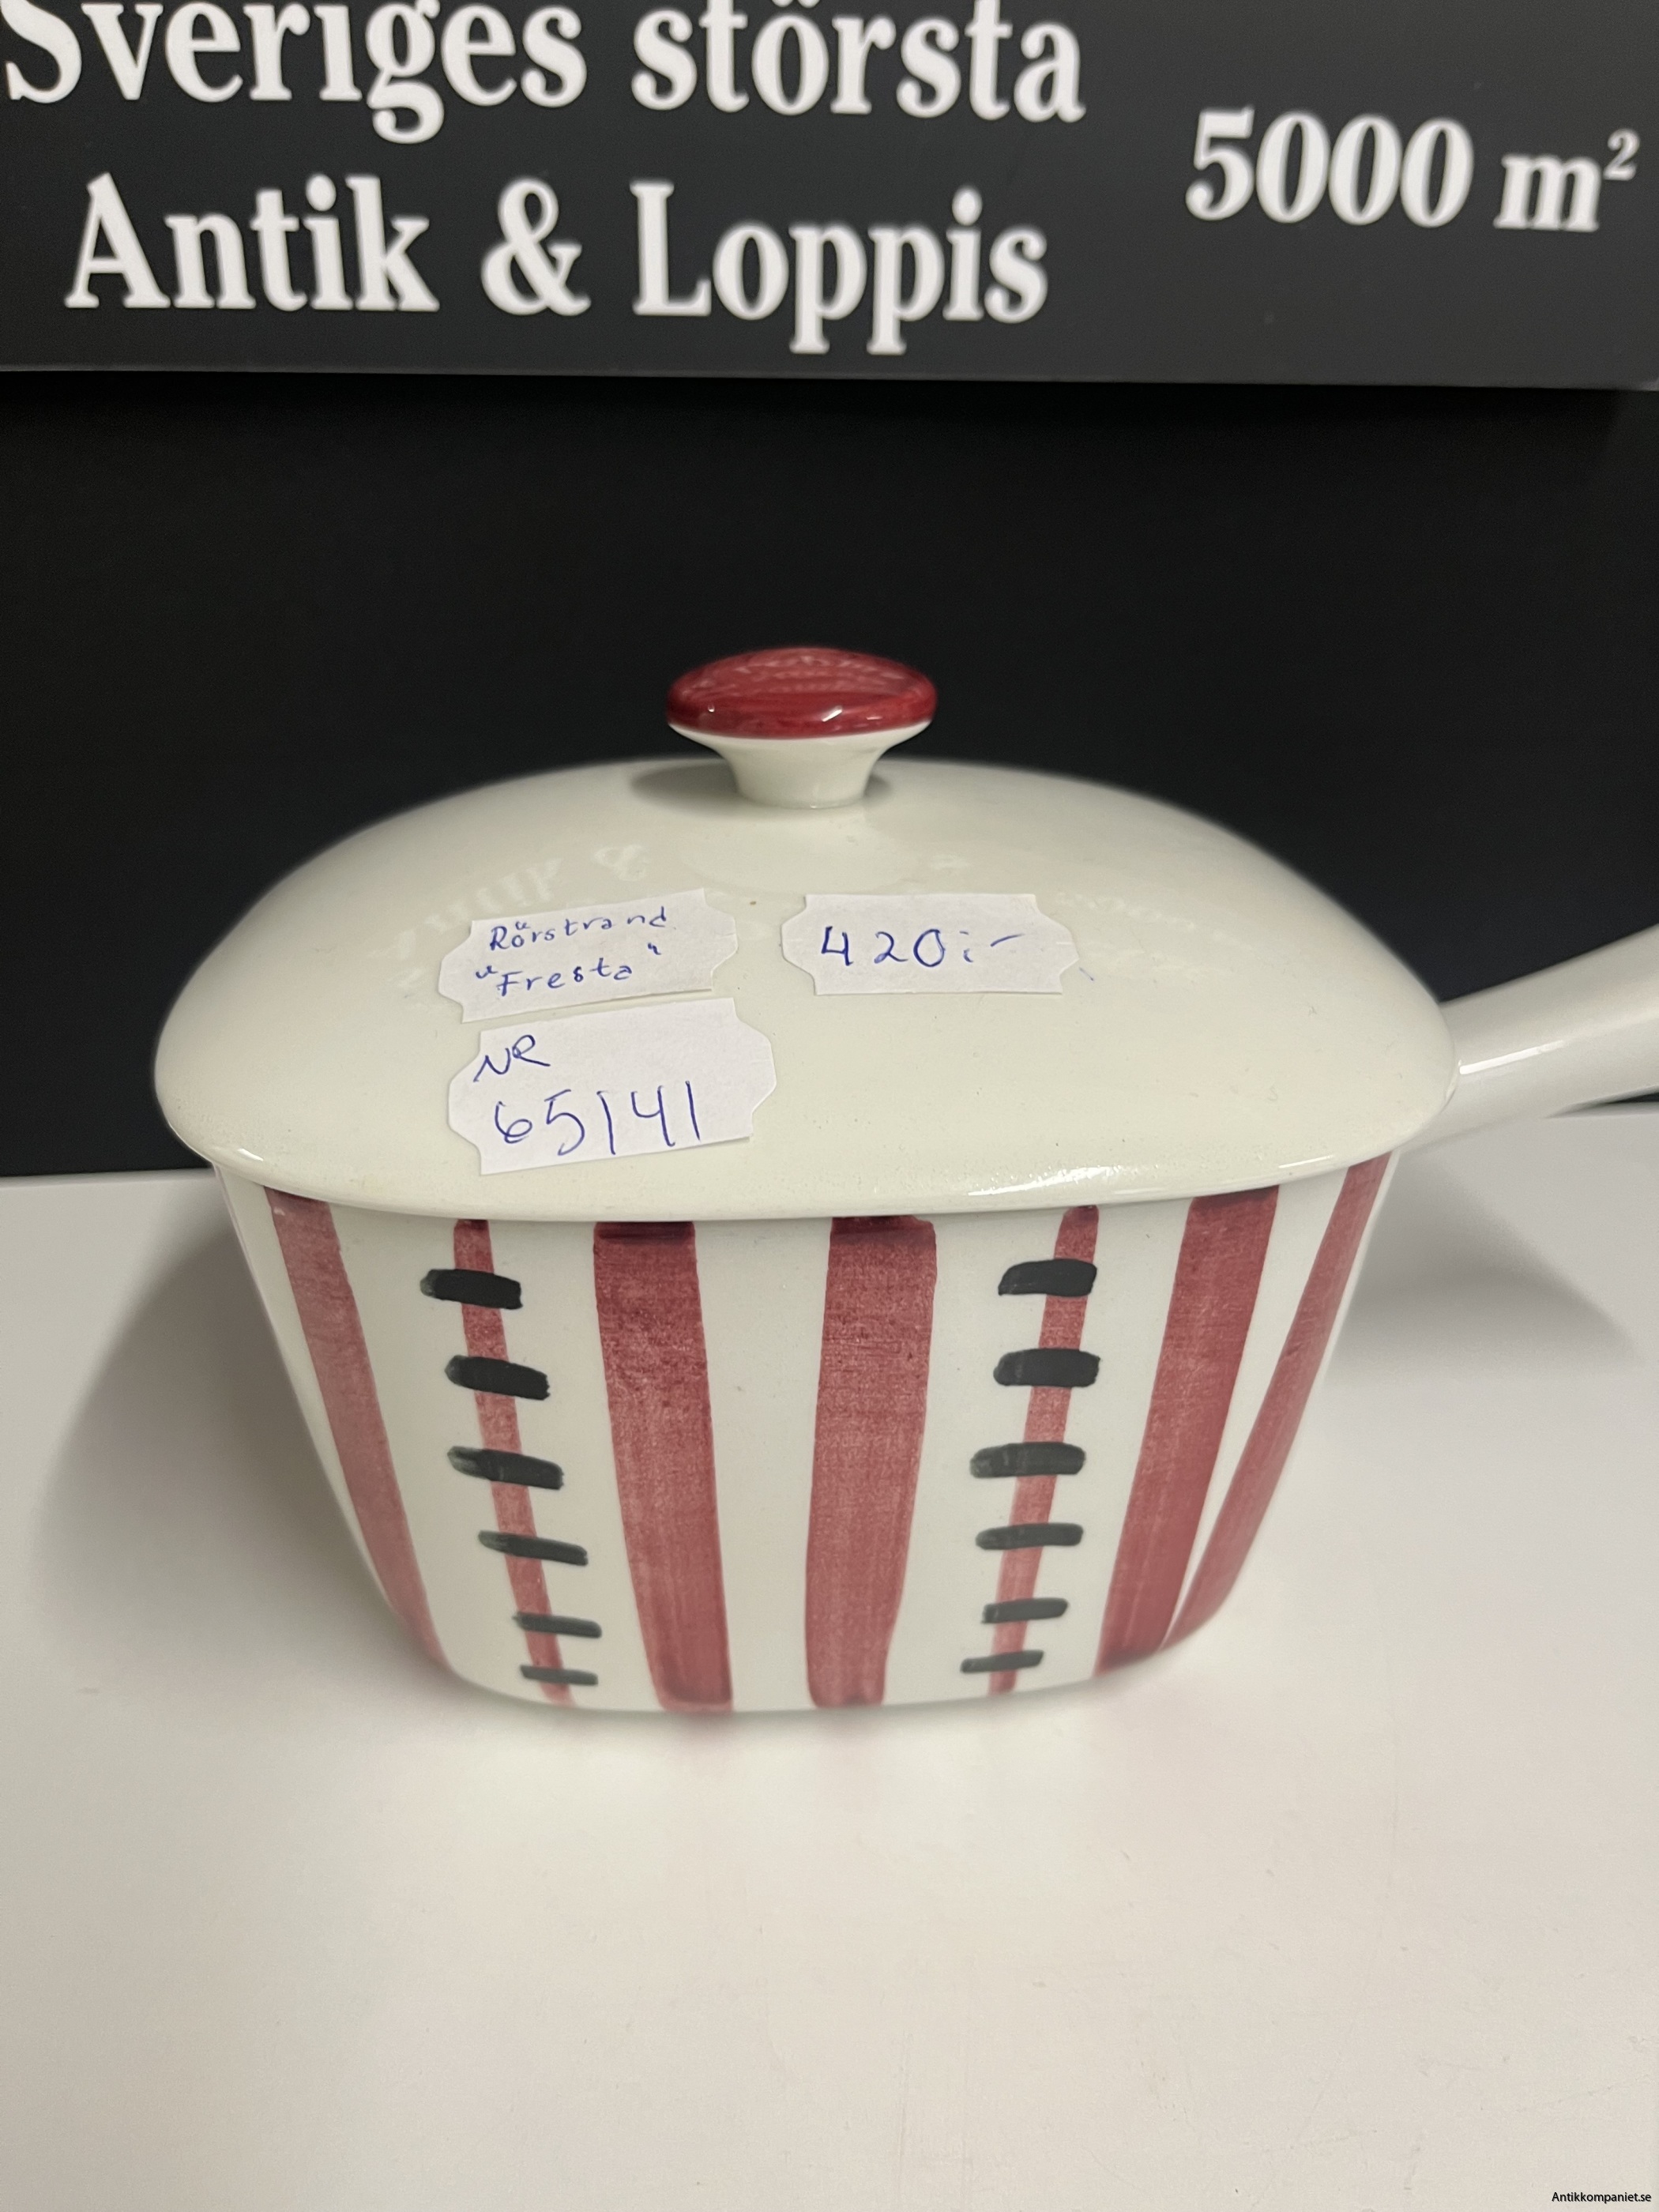 Sveriges största
Antik & Loppis
5000 m²
Rörstrand
"Fresta"
420:-
NR
65141
Antikkompaniet.se